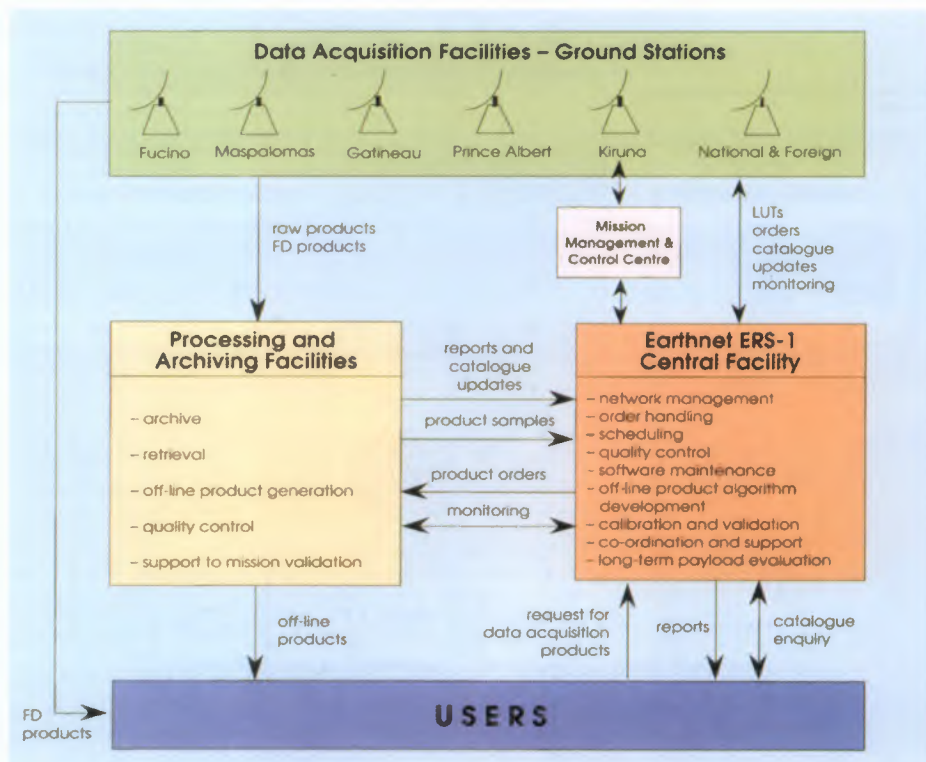 Data Acquisition Facilities – Ground Stations
Fucino
Maspalomas
Gatineau
Prince Albert
Kiruna
National & Foreign
raw products
FD products
Mission
Management &
Control Centre
LUTs
orders
catalogue
updates
monitoring
Processing and
Archiving Facilities
– archive
– retrieval
– off-line product generation
– quality control
– support to mission validation
reports and
catalogue
updates
product samples
product orders
monitoring
Earthnet ERS-1
Central Facility
– network management
– order handling
– scheduling
– quality control
– software maintenance
– off-line product algorithm
development
– calibration and validation
– co-ordination and support
– long-term payload evaluation
off-line
products
request for
data acquisition
products
reports
catalogue
enquiry
FD
products
USERS